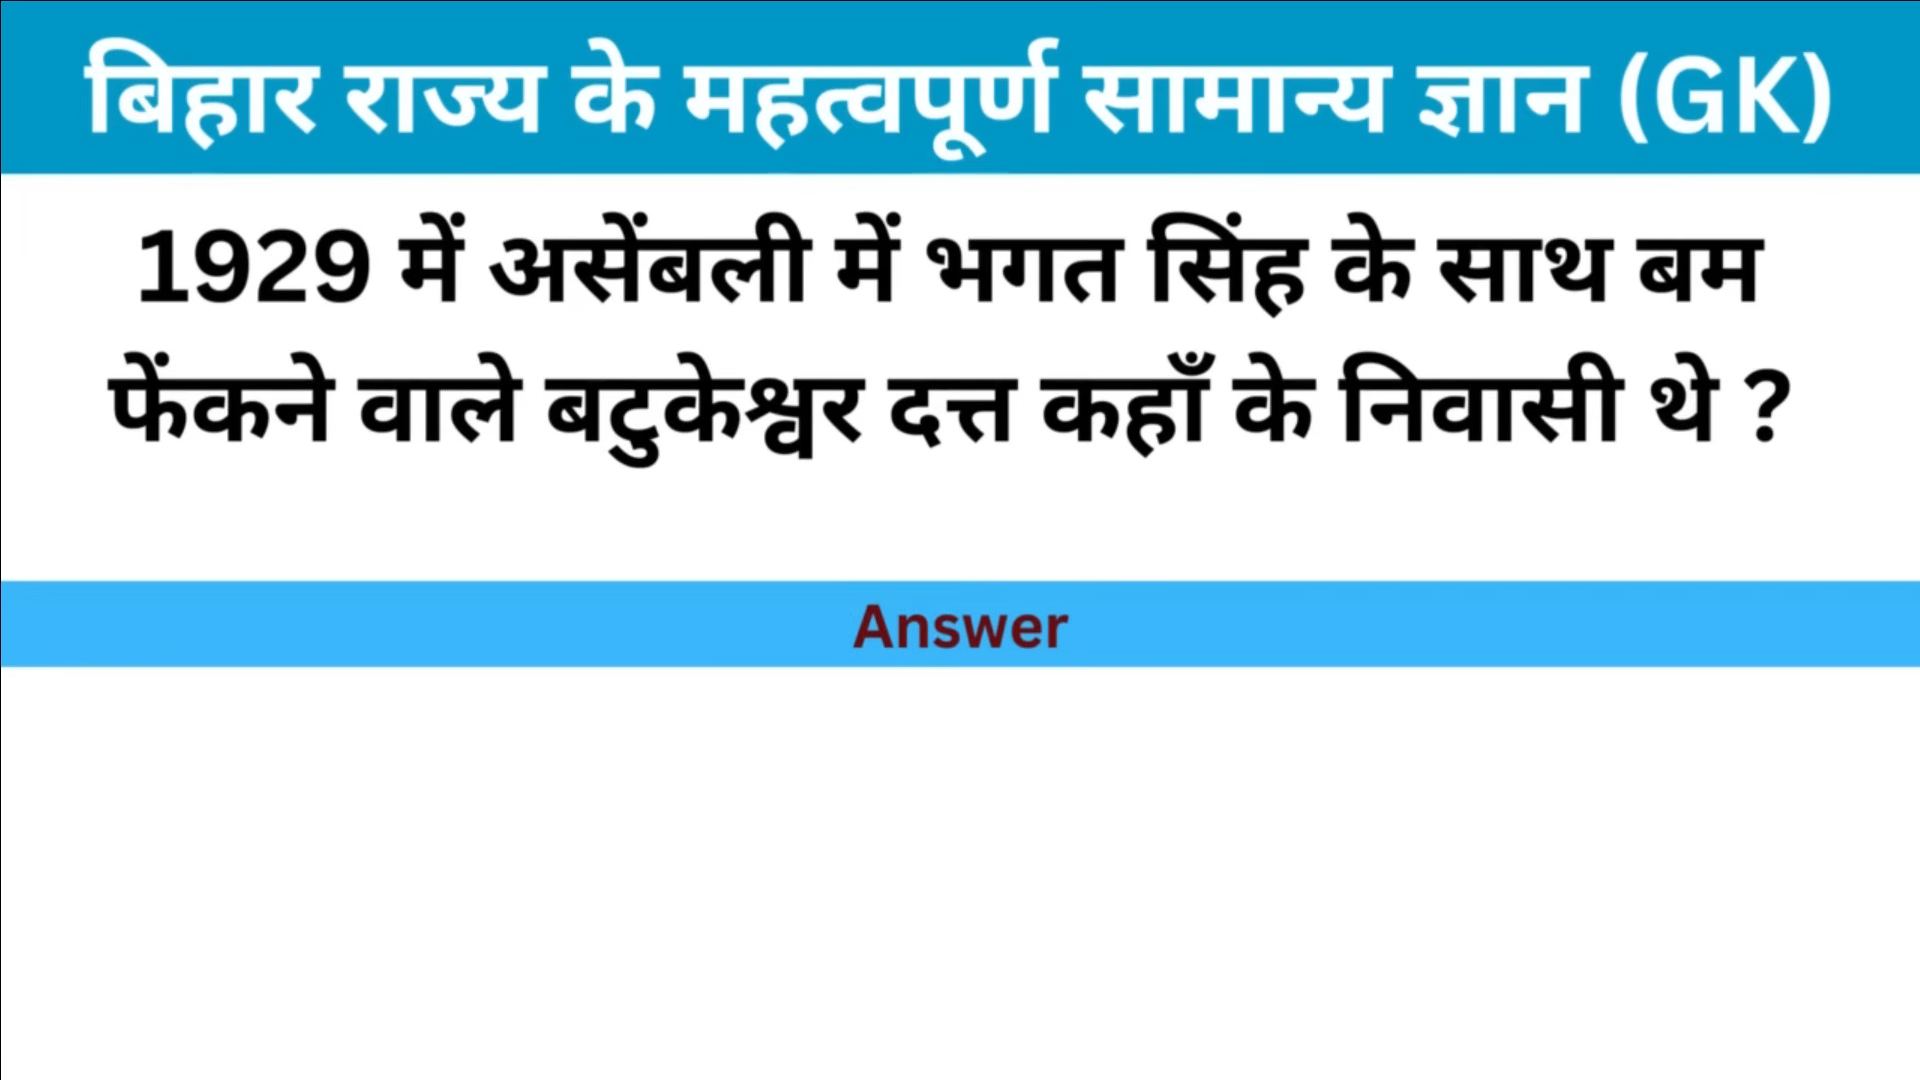 बिहार राज्य के महत्वपूर्ण सामान्य ज्ञान (GK)
1929 में असेंबली में भगत सिंह के साथ बम
फेंकने वाले बटुकेश्वर दत्त कहाँ के निवासी थे ?
Answer